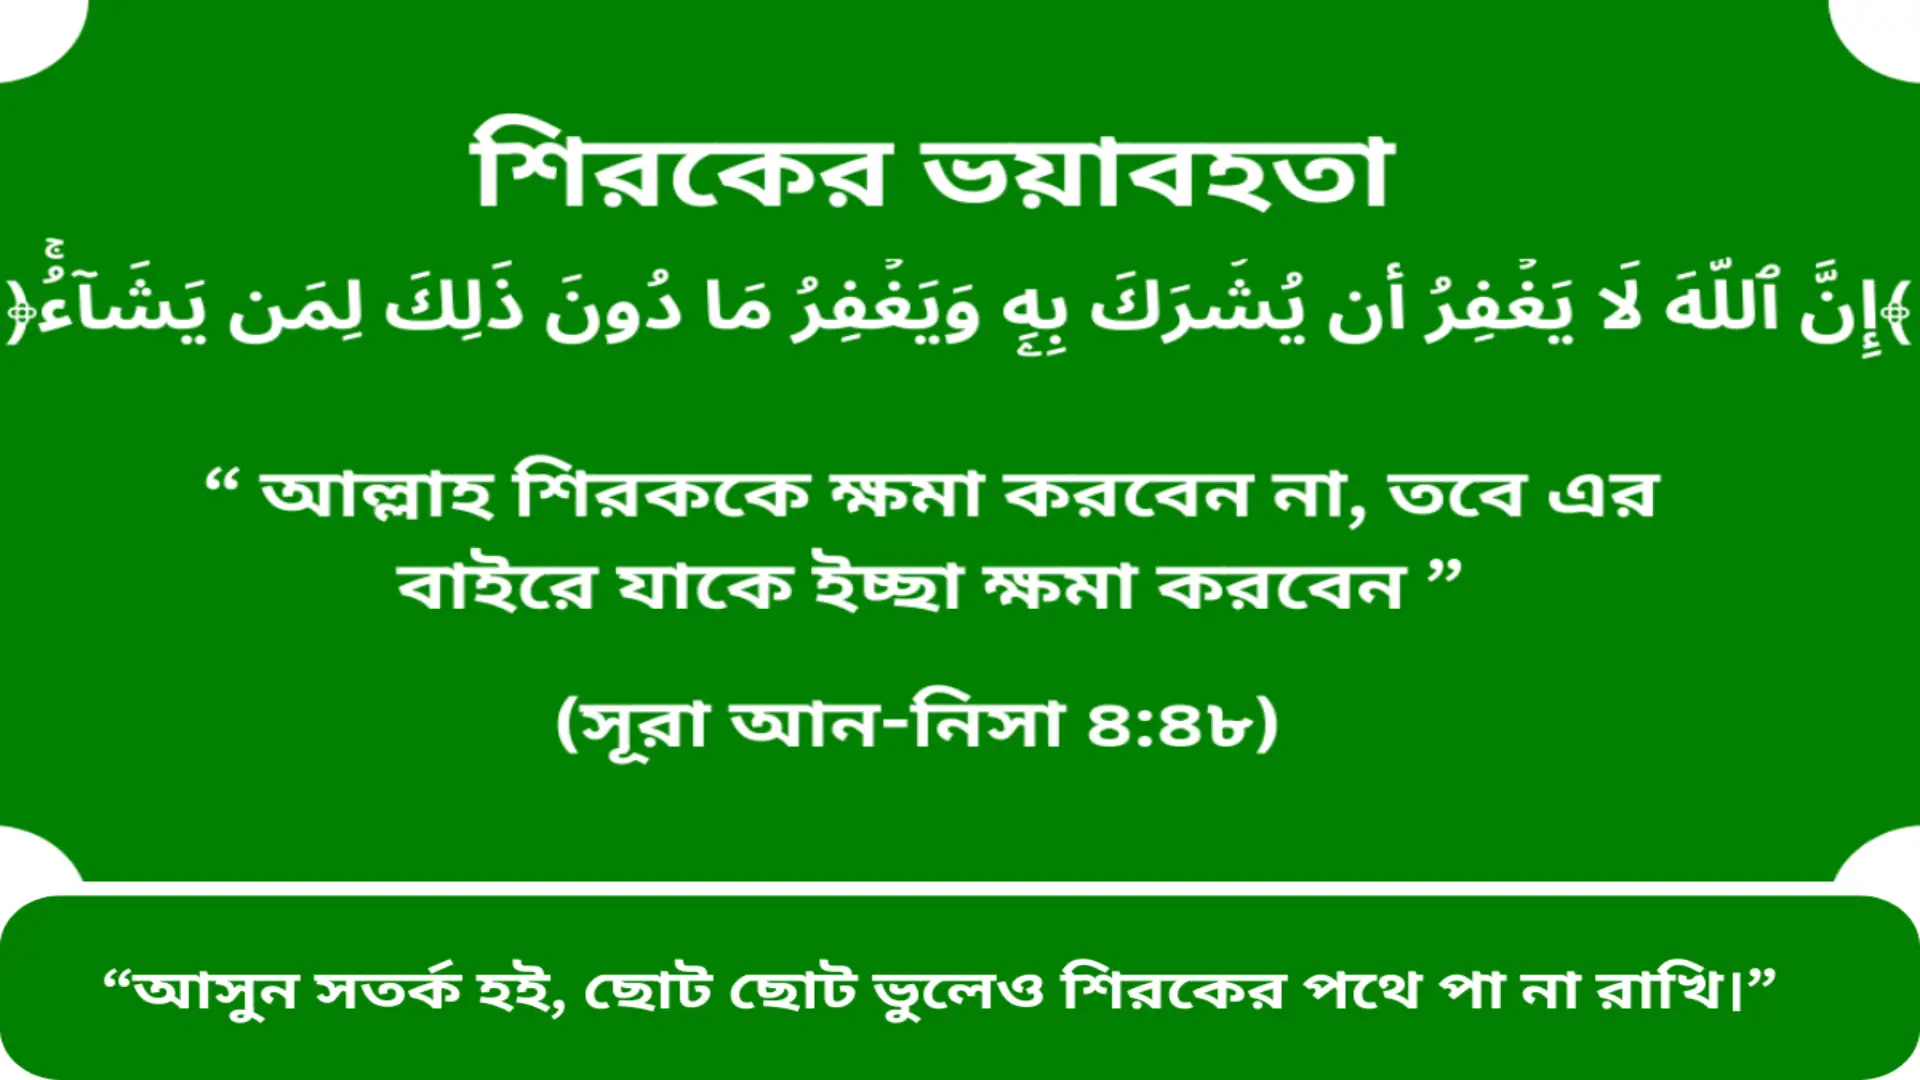 শিরকের ভয়াবহতা
﴿إِنَّ ٱللَّهَ لَا يَغۡفِرُ أَن يُشۡرَكَ بِهِۦ وَيَغۡفِرُ مَا دُونَ ذَٰلِكَ لِمَن يَشَآءُۚ﴾
“ আল্লাহ শিরককে ক্ষমা করবেন না, তবে এর
বাইরে যাকে ইচ্ছা ক্ষমা করবেন ”
(সূরা আন-নিসা ৪:৪৮)
“আসুন সতর্ক হই, ছোট ছোট ভুলেও শিরকের পথে পা না রাখি।”